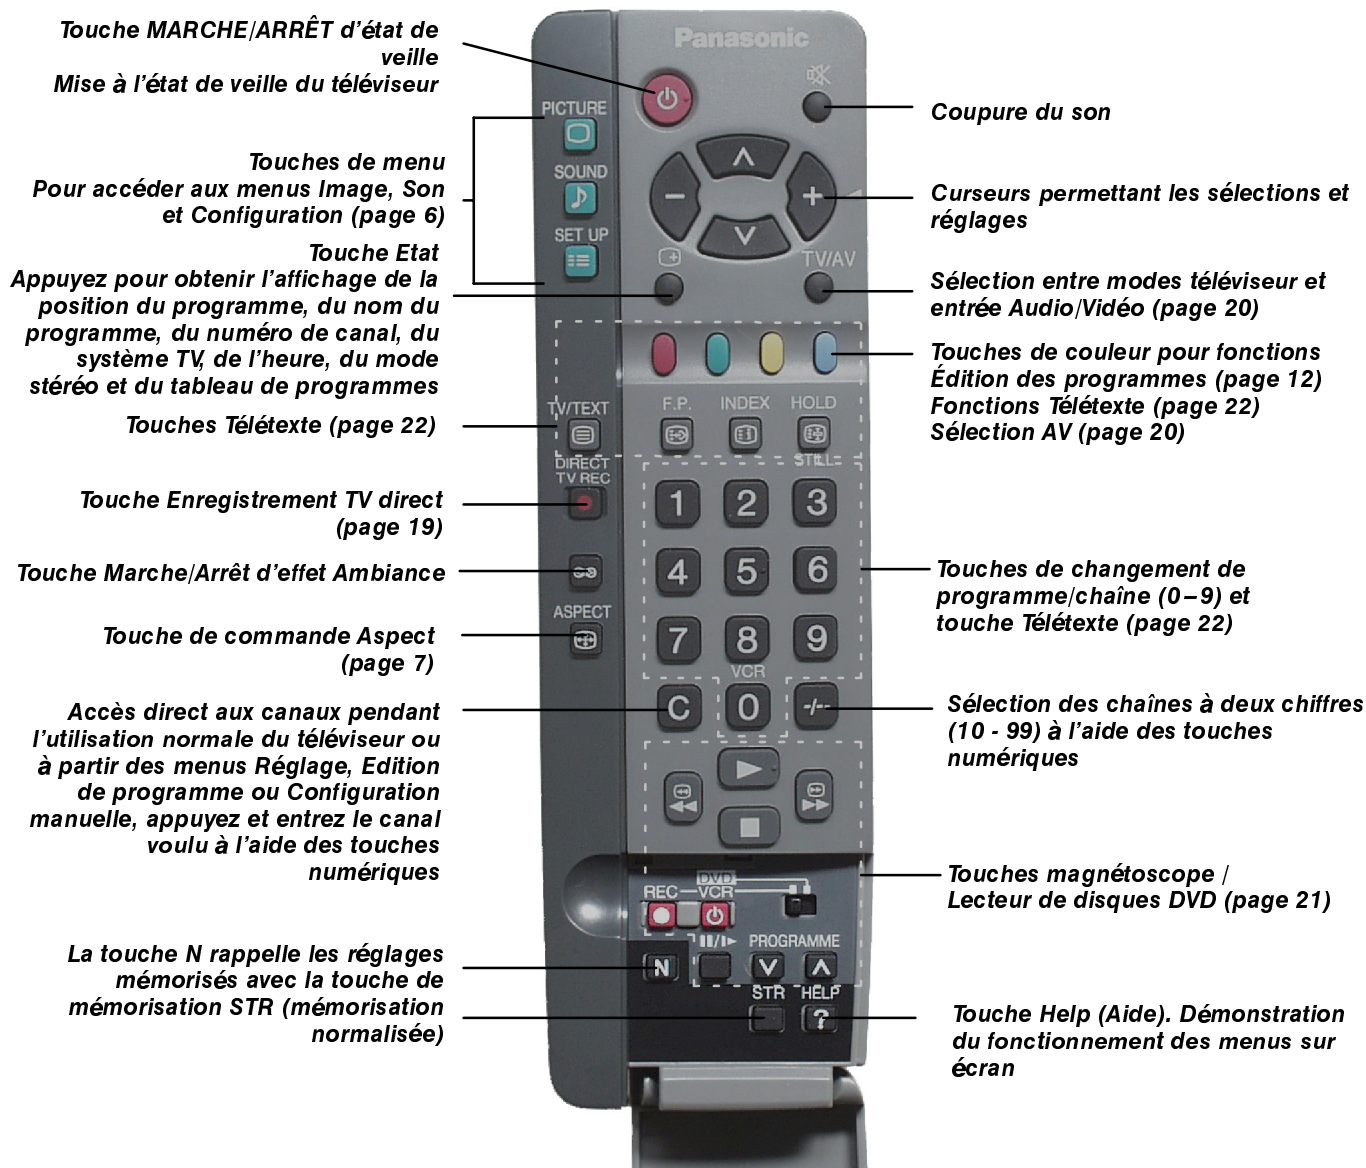 Touche MARCHE/ARRÊT d'état de
veille
Mise à l'état de veille du téléviseur
Touches de menu
Pour accéder aux menus Image, Son
et Configuration (page 6)
Touche Etat
Appuyez pour obtenir l'affichage de la
position du programme, du nom du
programme, du numéro de canal, du
système TV, de l'heure, du mode
stéréo et du tableau de programmes
Touches Télétexte (page 22)
Touche Enregistrement TV direct
(page 19)
Touche Marche/Arrêt d'effet Ambiance
Touche de commande Aspect
(page 7)
Accès direct aux canaux pendant
l'utilisation normale du téléviseur ou
à partir des menus Réglage, Edition
de programme ou Configuration
manuelle, appuyez et entrez le canal
voulu à l'aide des touches
numériques
La touche N rappelle les réglages
mémorisés avec la touche de
mémorisation STR (mémorisation
normalisée)
Panasonic
PICTURE
SOUND
SET UP
TV/AV
TV/TEXT
F.P.
INDEX
HOLD
DIRECT
TV REC
STILL
1 2 3
4 5 6
ASPECT
7 8 9
VCR
C 0 -/--
DVD
REC VCR
PROGRAMME
N
STR HELP
?
Coupure du son
Curseurs permettant les sélections et
réglages
Sélection entre modes téléviseur et
entrée Audio/Vidéo (page 20)
Touches de couleur pour fonctions
Édition des programmes (page 12)
Fonctions Télétexte (page 22)
Sélection AV (page 20)
Touches de changement de
programme/chaîne (0–9) et
touche Télétexte (page 22)
Sélection des chaînes à deux chiffres
(10 - 99) à l'aide des touches
numériques
Touches magnétoscope /
Lecteur de disques DVD (page 21)
Touche Help (Aide). Démonstration
du fonctionnement des menus sur
écran